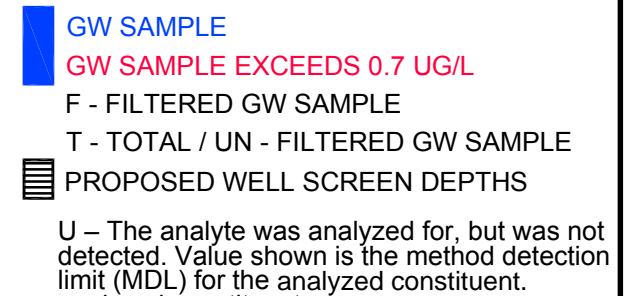 GW SAMPLE
GW SAMPLE EXCEEDS 0.7 UG/L
F - FILTERED GW SAMPLE
T - TOTAL / UN - FILTERED GW SAMPLE
PROPOSED WELL SCREEN DEPTHS
U – The analyte was analyzed for, but was not
detected. Value shown is the method detection
limit (MDL) for the analyzed constituent.